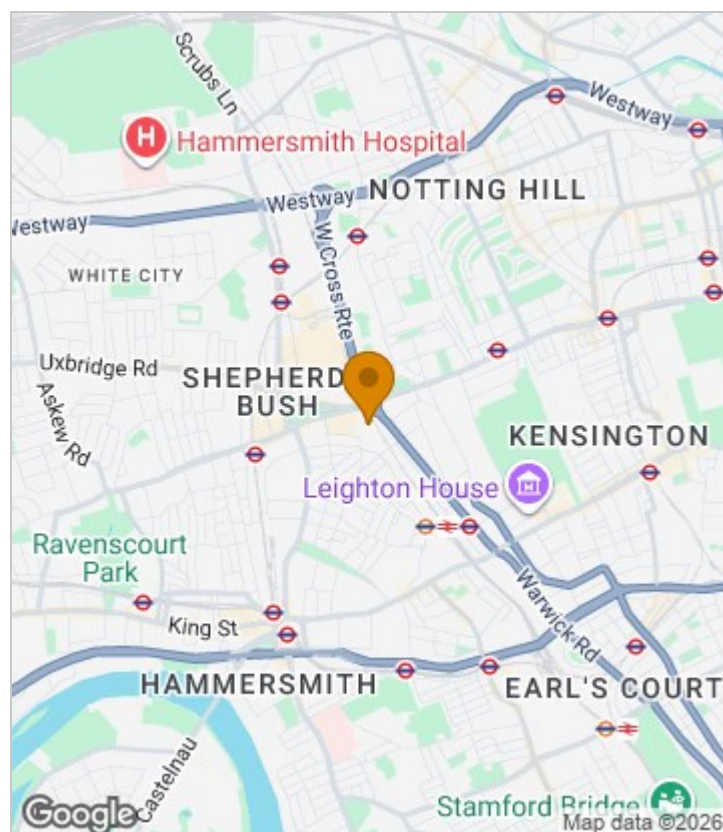 Scrubs Ln
Westway
H
Hammersmith Hospital
Westway
NOTTING HILL
Westway
W Cross Rte
WHITE CITY
Uxbridge Rd
SHEPHERD
BUSH
Askew Rd
KENSINGTON
Leighton House
Ravenscourt
Park
Warwick Rd
King St
HAMMERSMITH
EARL'S COURT
Castelnau
Stamford Bridge
Google
Map data ©2026